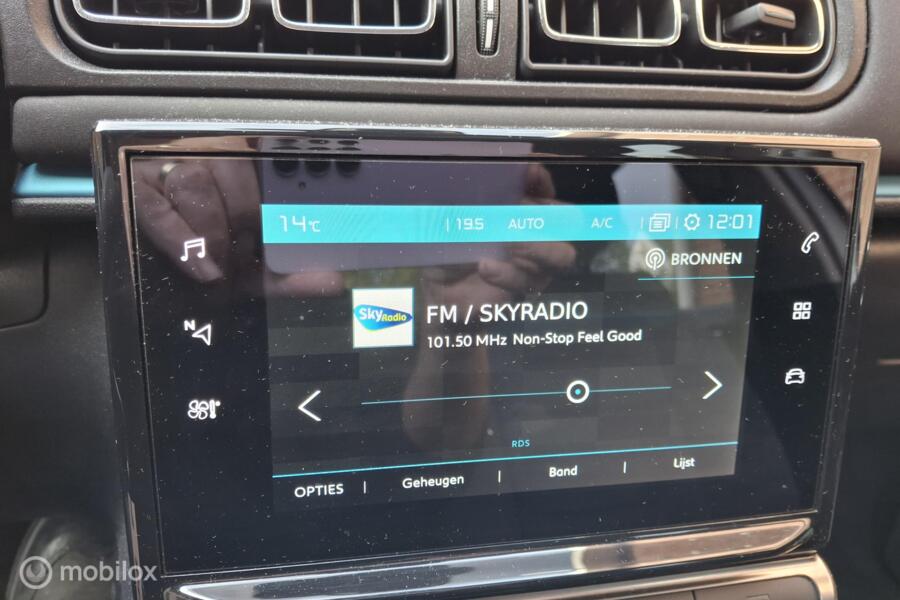 14°C | 19.5 AUTO A/C | | 12:01
BRONNEN
Sky Radio
FM / SKYRADIO
101.50 MHz Non-Stop Feel Good
N
RDS
OPTIES | Geheugen | Band | Lijst
mobilox